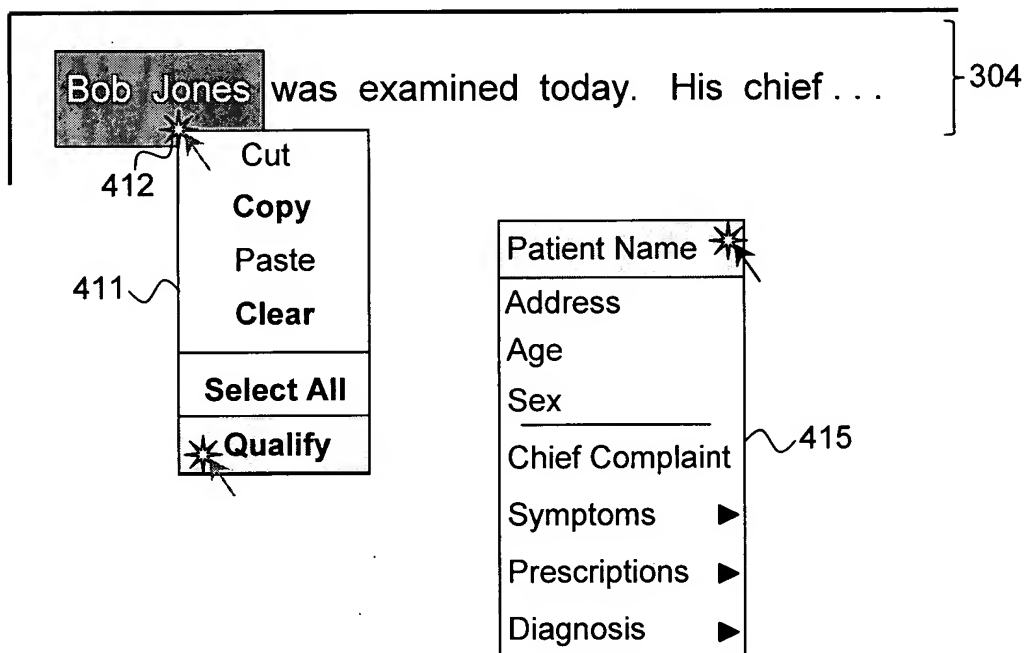 Bob Jones was examined today. His chief . . .
304
412
Cut
Copy
Paste
Clear
Select All
Qualify
411
Patient Name
Address
Age
Sex
Chief Complaint
Symptoms
Prescriptions
Diagnosis
415